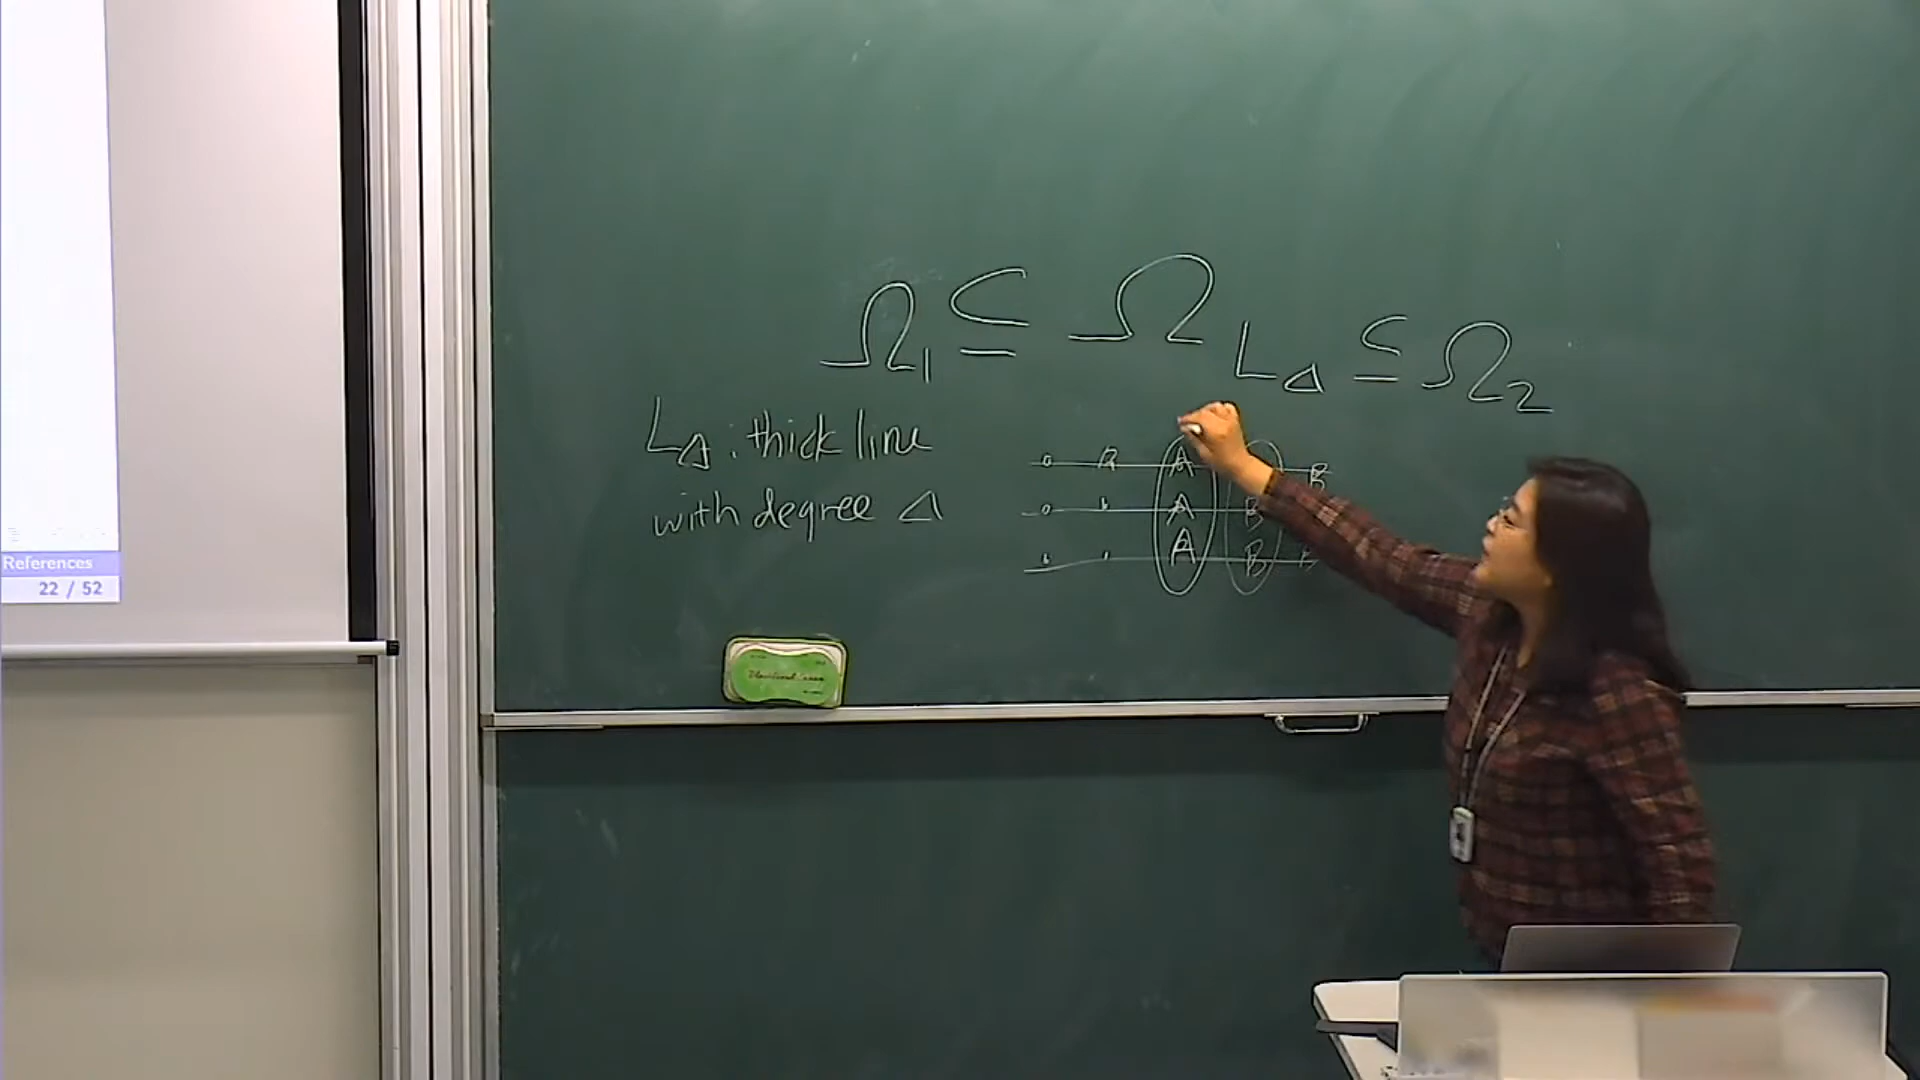 Ω₁ ⊆ Ω_{L_Δ} ⊆ Ω₂
L_Δ : thick line
with degree Δ
A
B
A
B
A
B
References
22 / 52